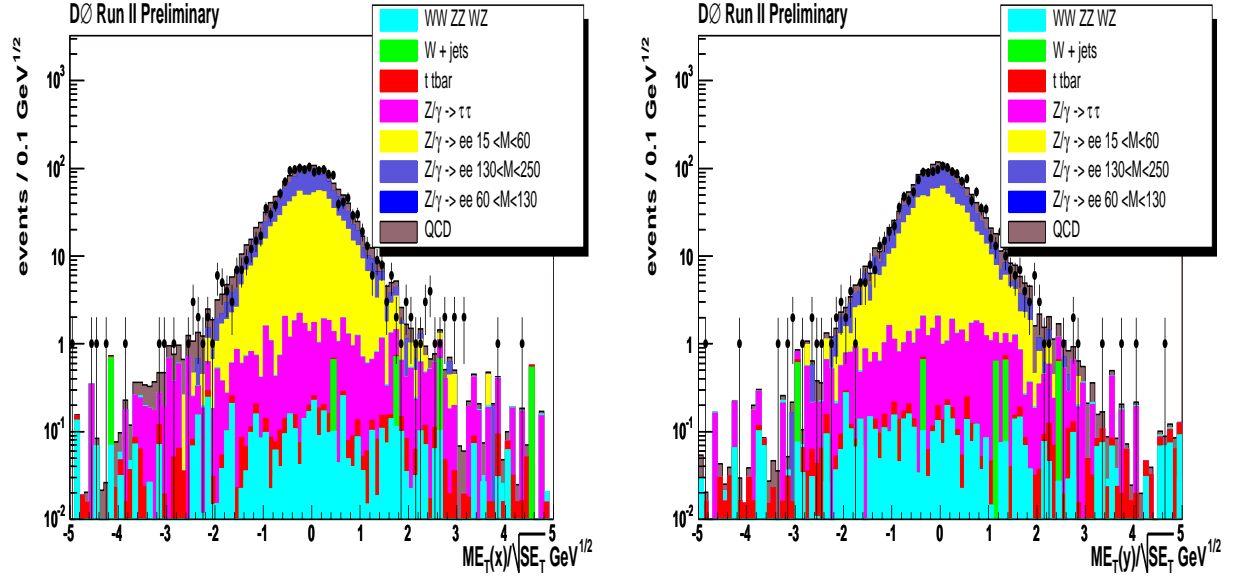 DØ Run II Preliminary
WW ZZ WZ
W + jets
t tbar
Z/γ -> ττ
Z/γ -> ee 15 <M<60
Z/γ -> ee 130<M<250
Z/γ -> ee 60 <M<130
QCD
events / 0.1 GeV^1/2
10^3
10^2
10
1
10^-1
10^-2
-5 -4 -3 -2 -1 0 1 2 3 4 5
ME_T(x)/√SE_T GeV^1/2
DØ Run II Preliminary
WW ZZ WZ
W + jets
t tbar
Z/γ -> ττ
Z/γ -> ee 15 <M<60
Z/γ -> ee 130<M<250
Z/γ -> ee 60 <M<130
QCD
events / 0.1 GeV^1/2
10^3
10^2
10
1
10^-1
10^-2
-5 -4 -3 -2 -1 0 1 2 3 4 5
ME_T(y)/√SE_T GeV^1/2